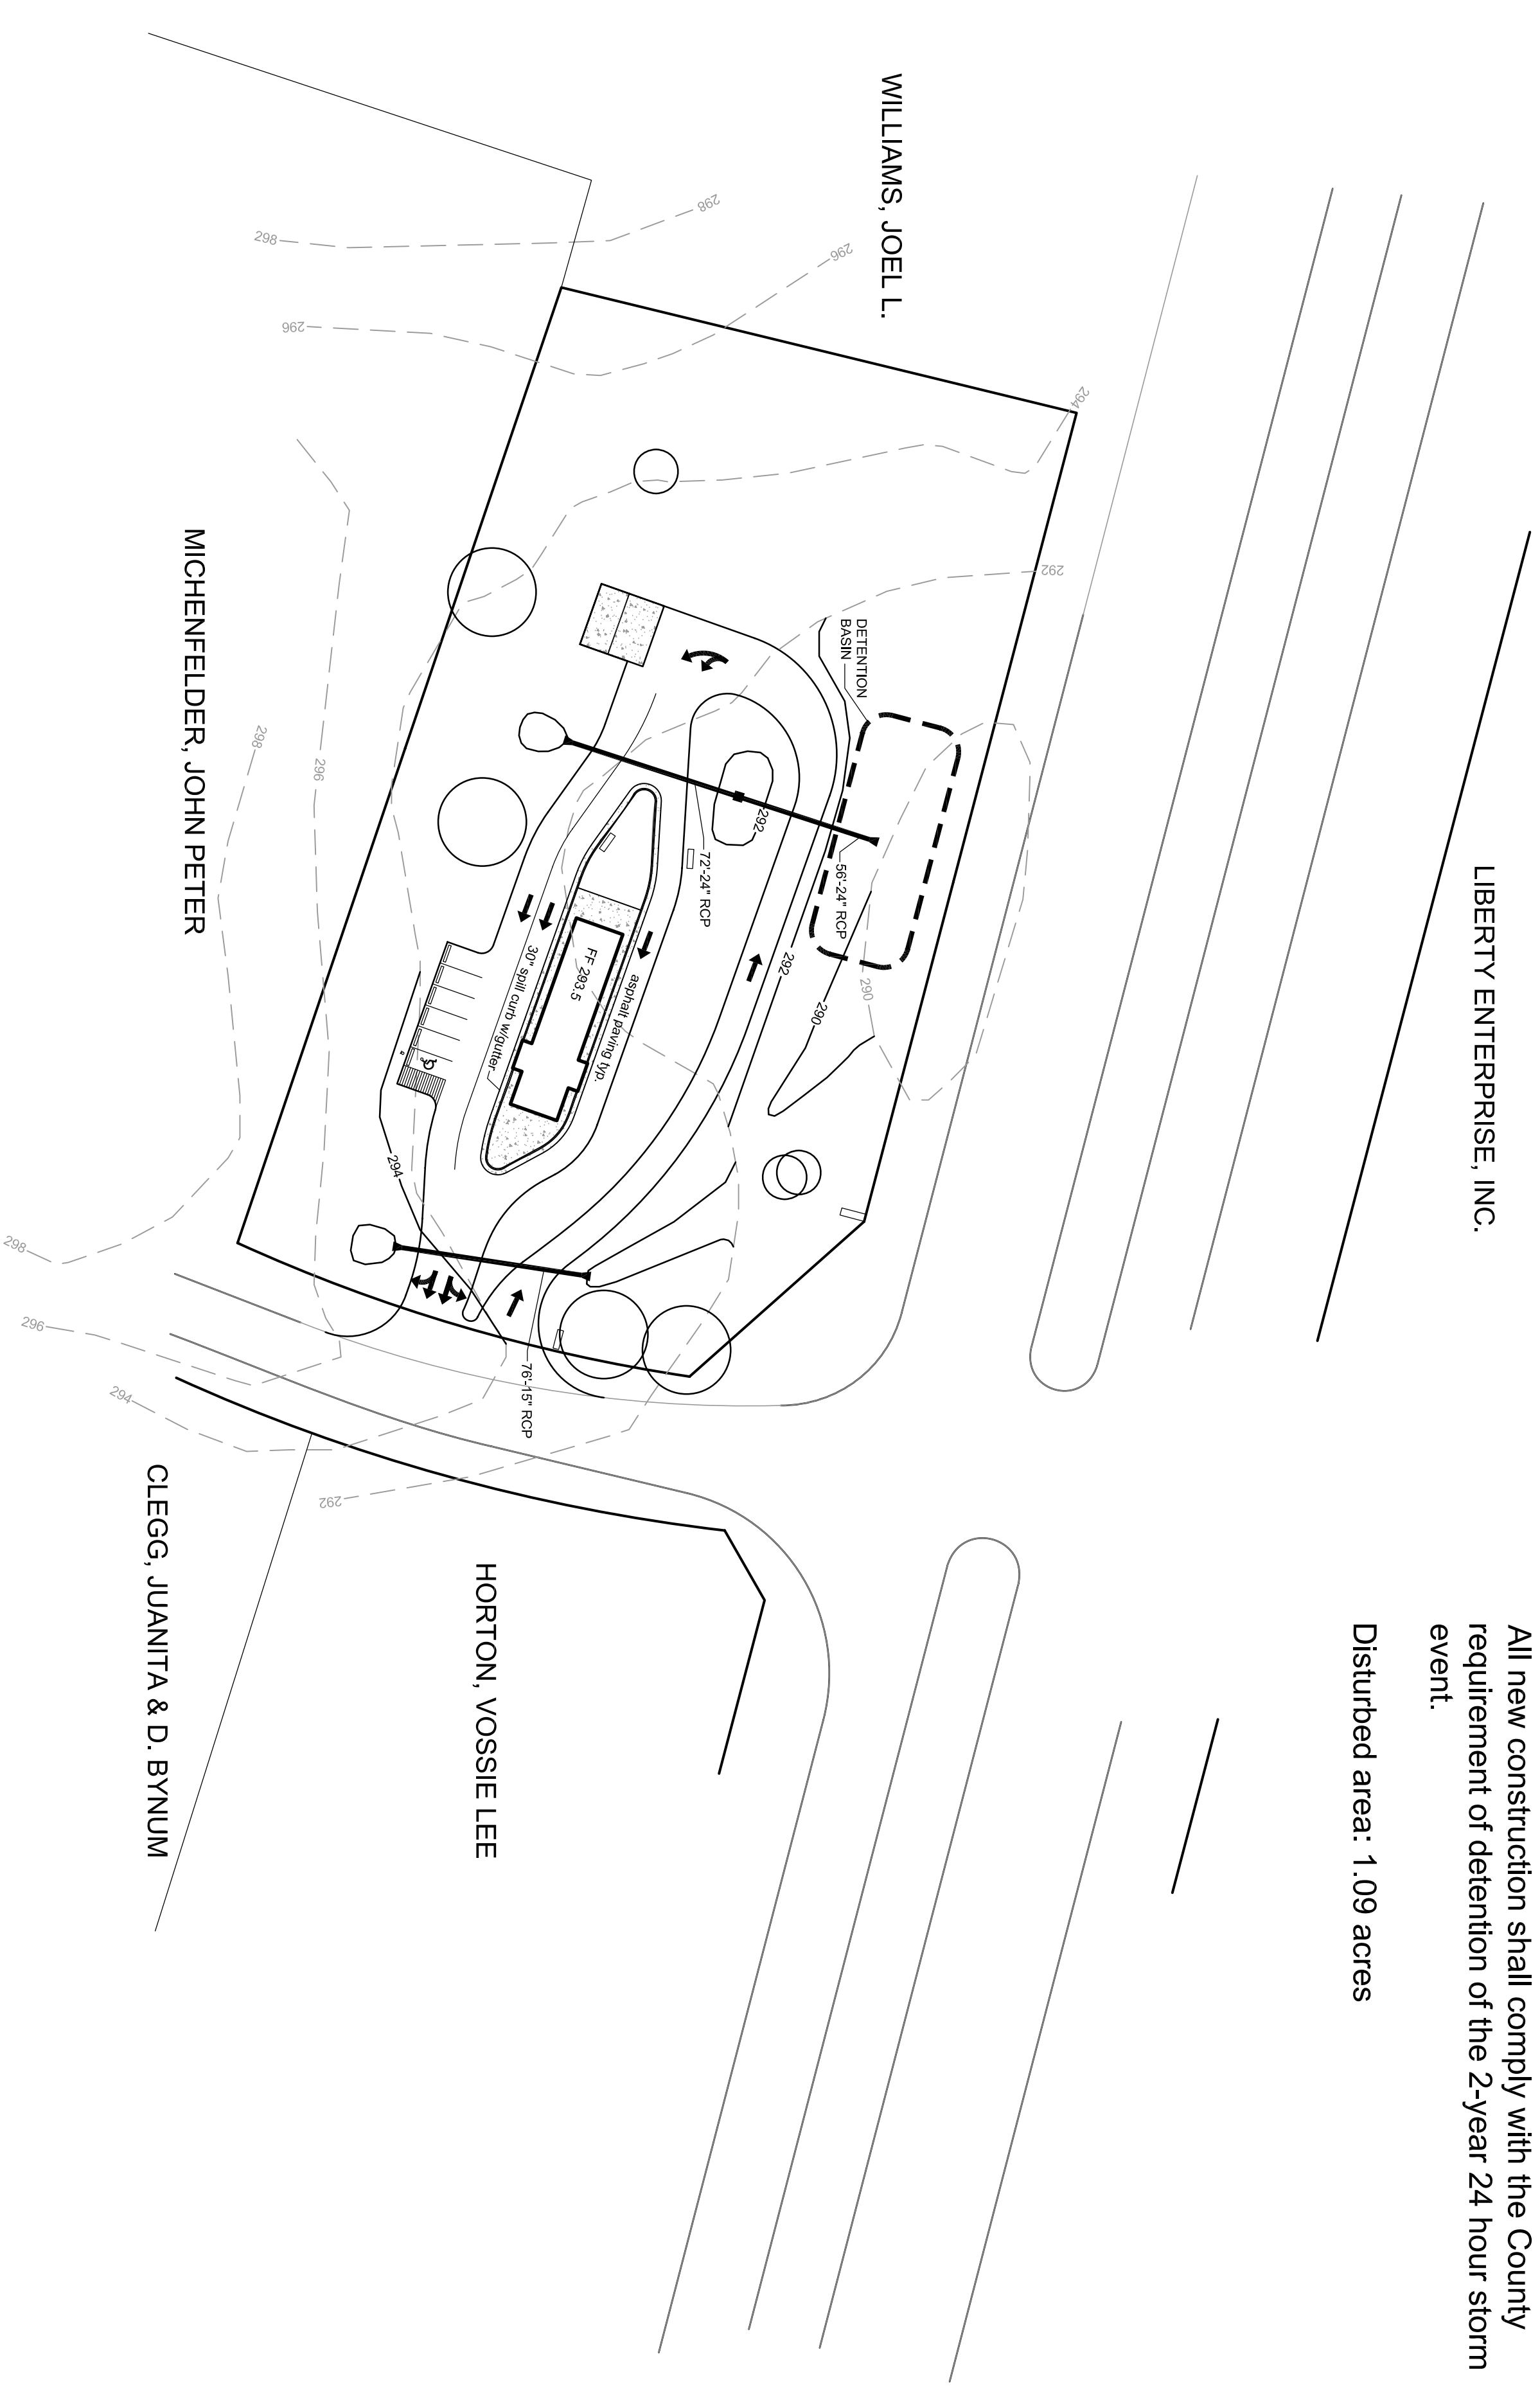 All new construction shall comply with the County
requirement of detention of the 2-year 24 hour storm
event.
Disturbed area: 1.09 acres
LIBERTY ENTERPRISE, INC.
WILLIAMS, JOEL L.
MICHENFELDER, JOHN PETER
HORTON, VOSSIE LEE
CLEGG, JUANITA & D. BYNUM
DETENTION
BASIN
56'-24" RCP
72'-24" RCP
76'-15" RCP
asphalt paving typ.
FF 293.5
30" spill curb w/gutter
298
298
296
296
294
292
292
292
290
290
294
298
296
298
296
294
292